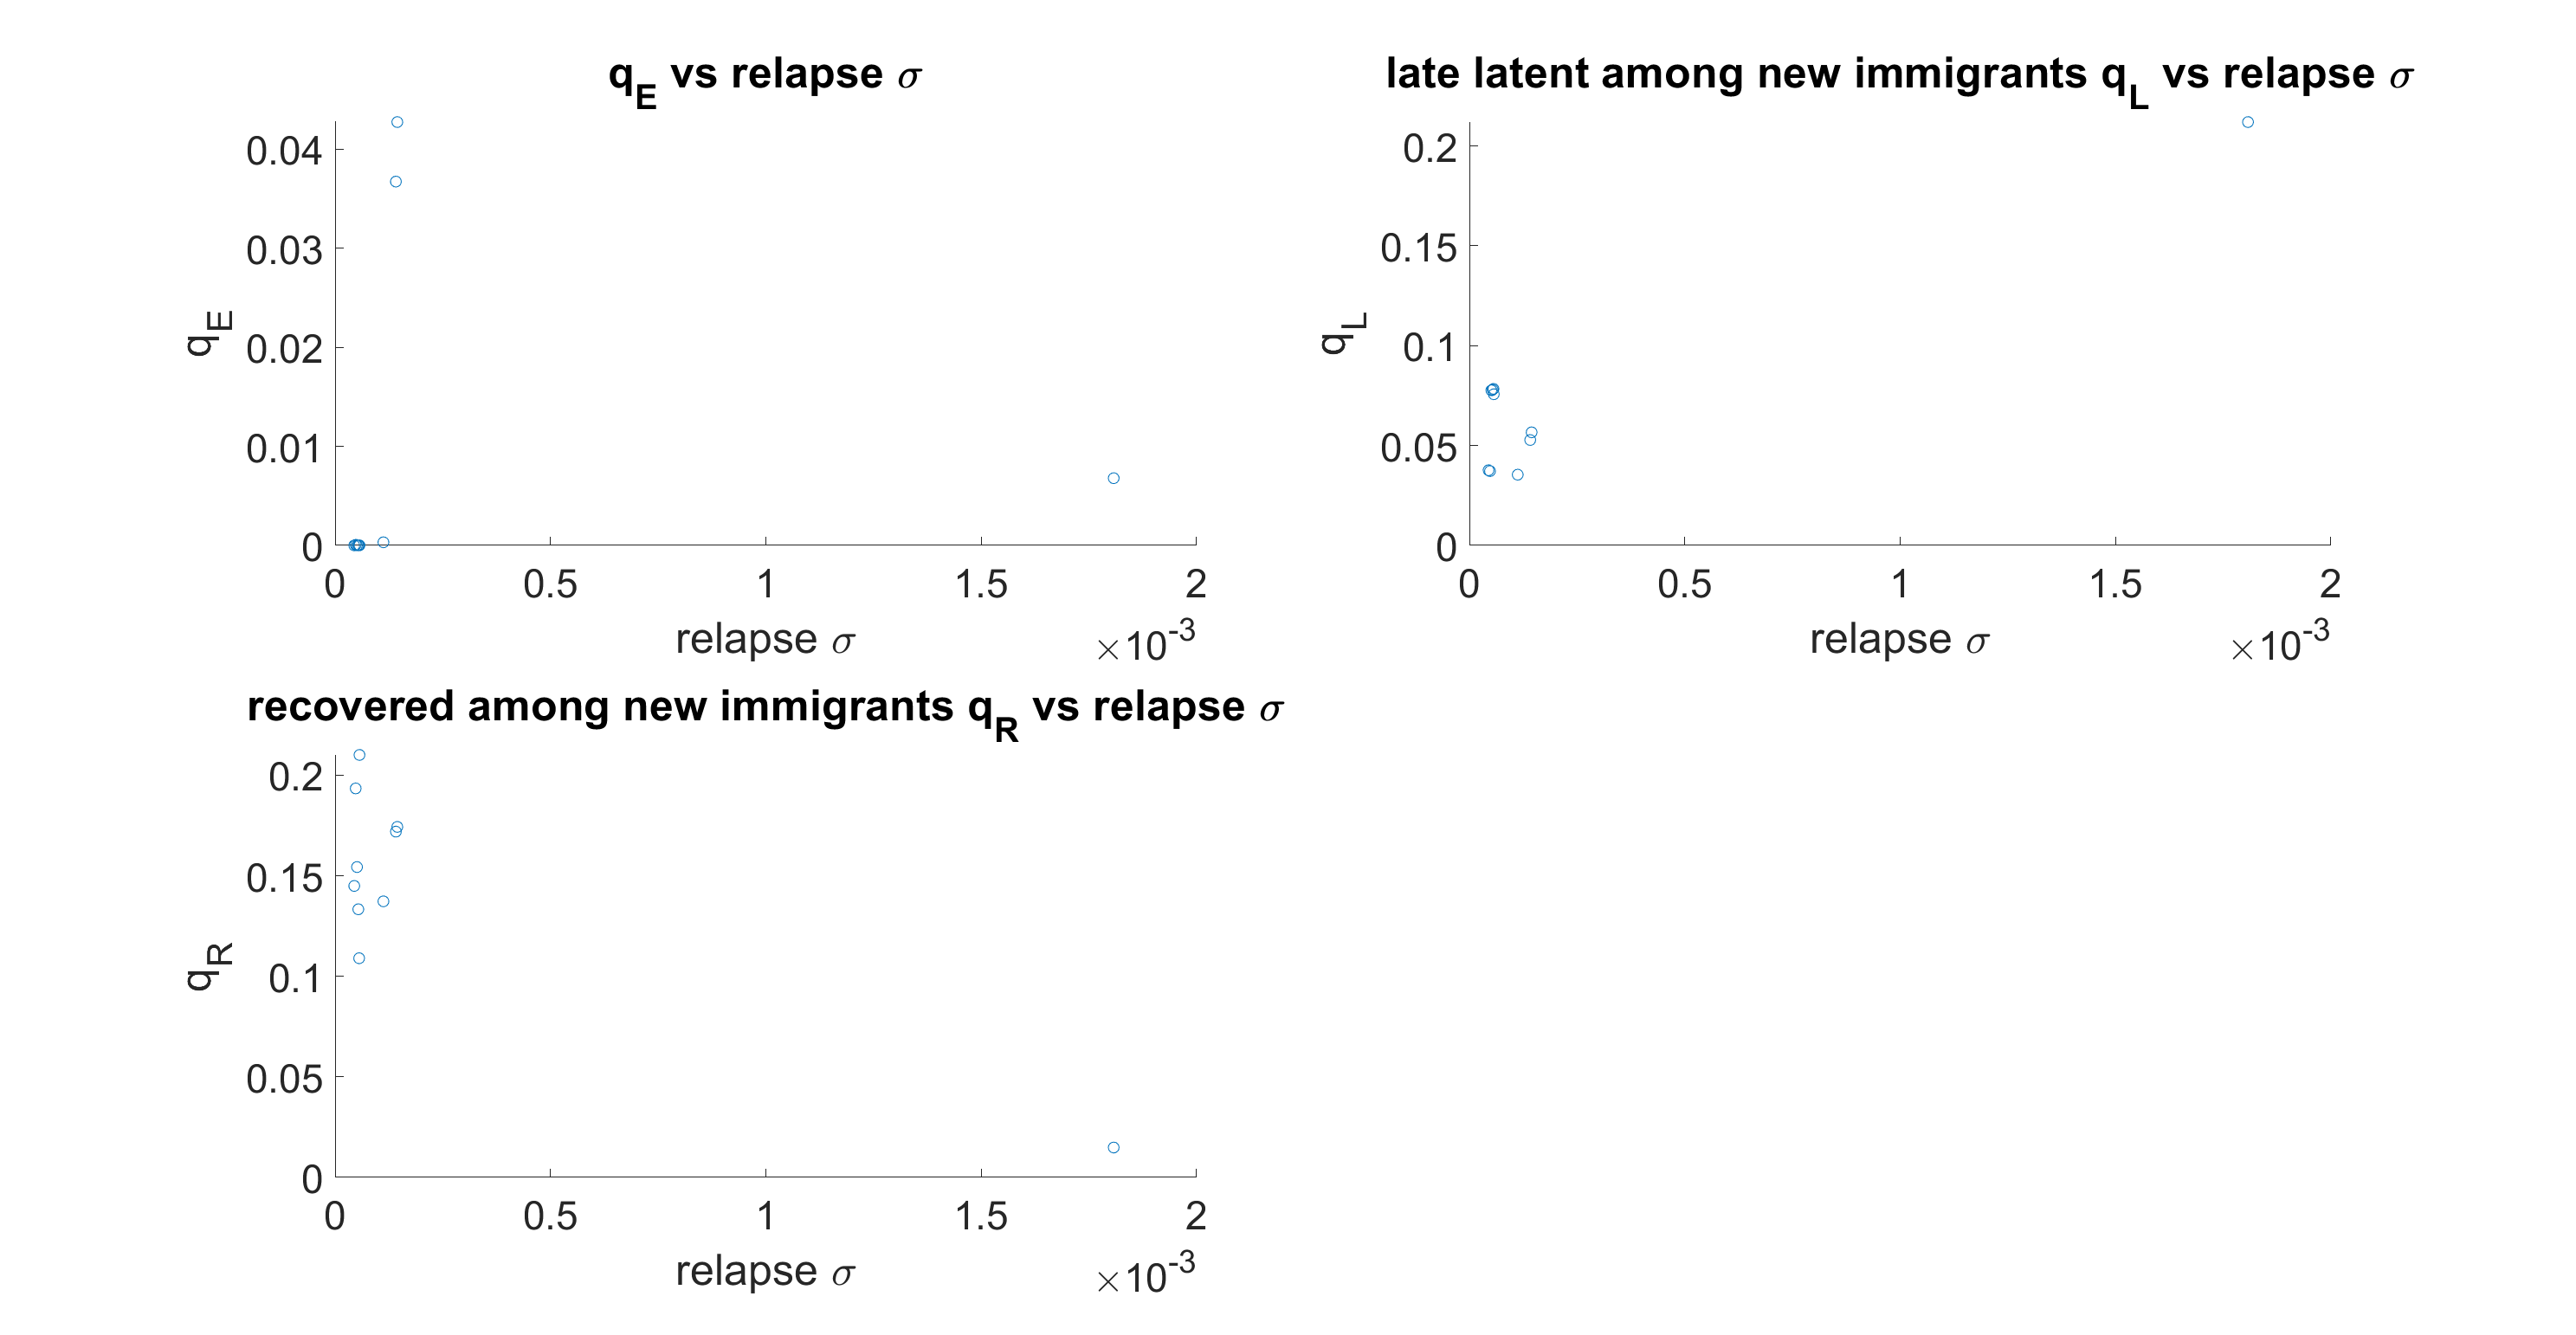 q_E vs relapse σ
0.04
0.03
0.02
0.01
0
q_E
0 0.5 1 1.5 2
relapse σ
×10^-3
late latent among new immigrants q_L vs relapse σ
0.2
0.15
0.1
0.05
0
q_L
0 0.5 1 1.5 2
relapse σ
×10^-3
recovered among new immigrants q_R vs relapse σ
0.2
0.15
0.1
0.05
0
q_R
0 0.5 1 1.5 2
relapse σ
×10^-3